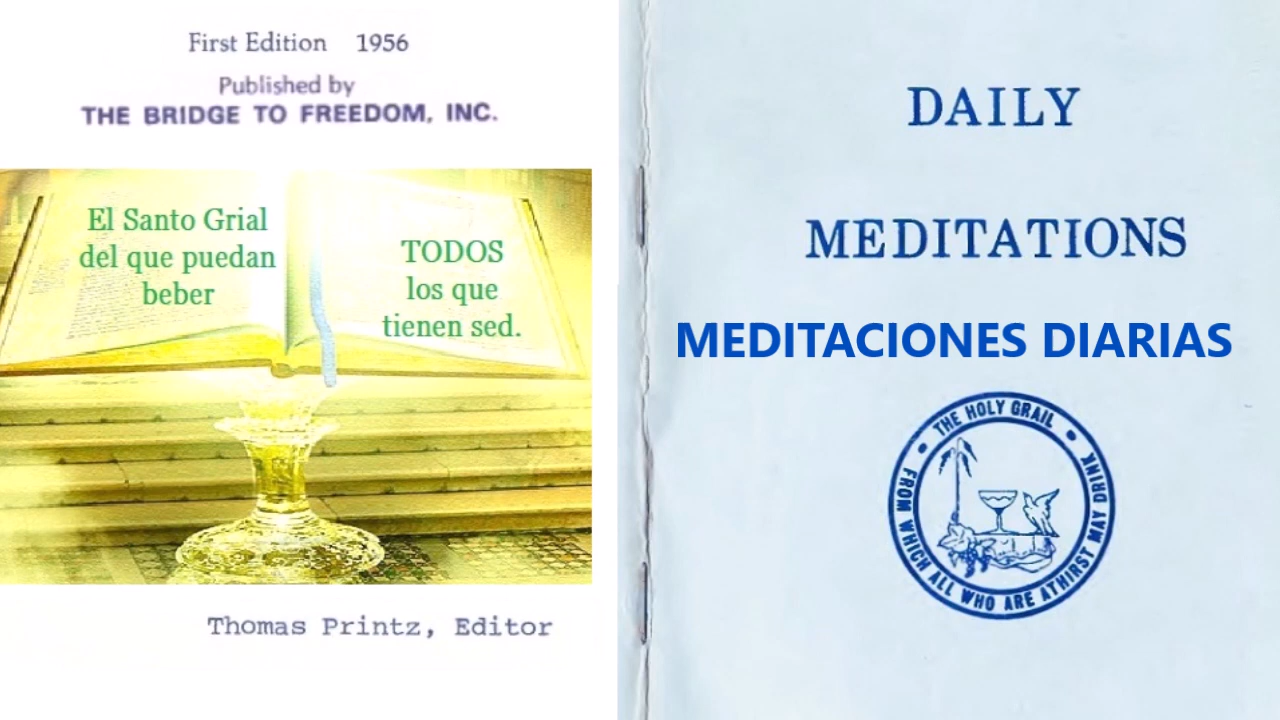 First Edition 1956
Published by
THE BRIDGE TO FREEDOM, INC.
El Santo Grial
del que puedan
beber
TODOS
los que
tienen sed.
Thomas Printz, Editor
DAILY
MEDITATIONS
MEDITACIONES DIARIAS
THE HOLY GRAIL
FROM WHICH ALL WHO ARE ATHIRST MAY DRINK